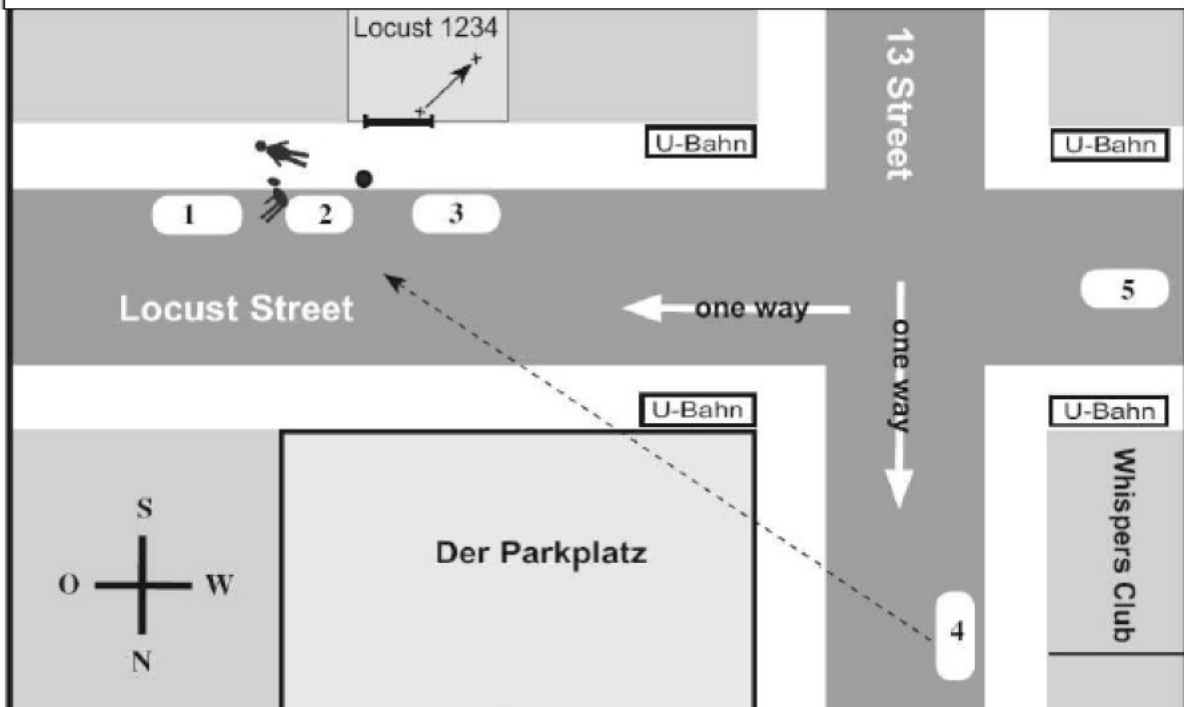 Locust 1234
13 Street
U-Bahn
U-Bahn
1
2
3
5
Locust Street
one way
one way
U-Bahn
U-Bahn
Whispers Club
S
O W
N
Der Parkplatz
4